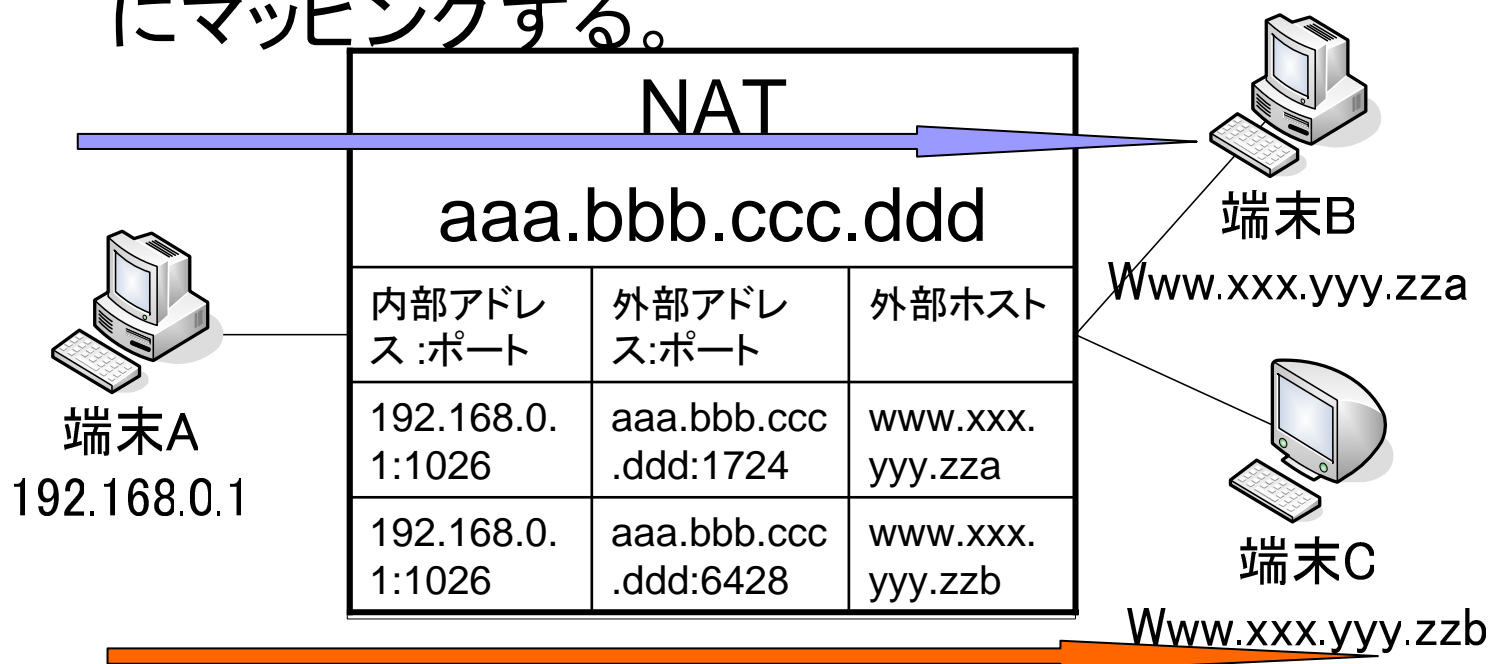 にマッピングする。
NAT
aaa.bbb.ccc.ddd
内部アドレ
ス :ポート
外部アドレ
ス:ポート
外部ホスト
192.168.0.
1:1026
aaa.bbb.ccc
.ddd:1724
www.xxx.
yyy.zza
192.168.0.
1:1026
aaa.bbb.ccc
.ddd:6428
www.xxx.
yyy.zzb
端末A
192.168.0.1
端末B
Www.xxx.yyy.zza
端末C
Www.xxx.yyy.zzb